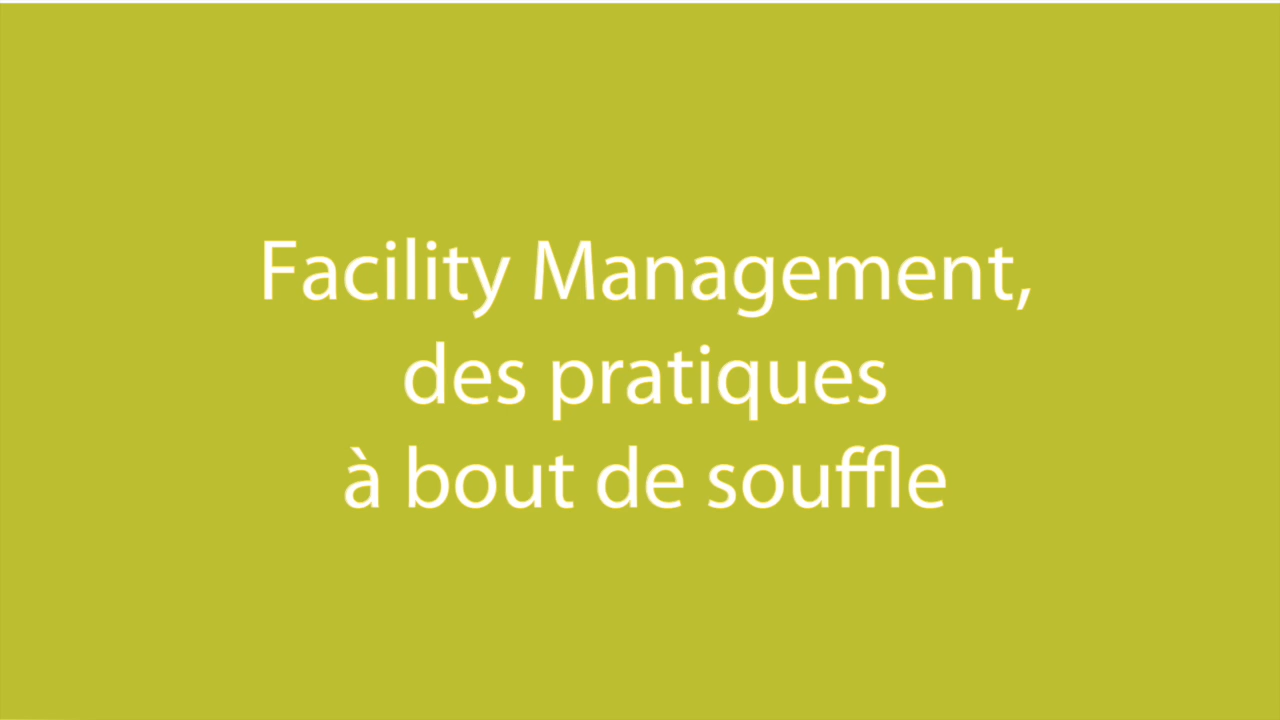 Facility Management,
des pratiques
à bout de souffle